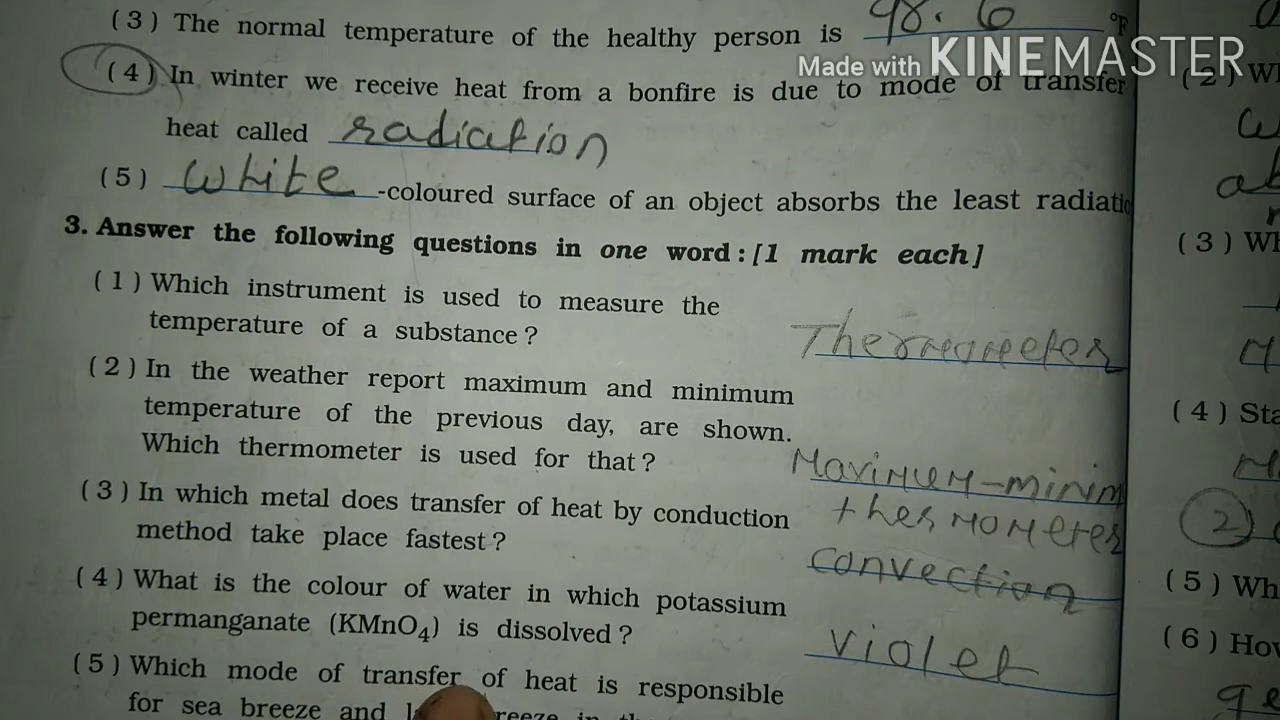 (3) The normal temperature of the healthy person is 98.6 °F
Made with KINEMASTER
(4) In winter we receive heat from a bonfire is due to mode of transfer
heat called radiation
(5) white -coloured surface of an object absorbs the least
3. Answer the following questions in one word : [1 mark each]
(1) Which instrument is used to measure the
temperature of a substance ?
Thermometer
(2) In the weather report maximum and minimum
temperature of the previous day, are shown.
Which thermometer is used for that ?
Maximum-minim
thermometer
(3) In which metal does transfer of heat by conduction
method take place fastest ?
convection
(4) What is the colour of water in which potassium
permanganate (KMnO4) is dissolved ?
violet
(5) Which mode of transfer of heat is responsible
for sea breeze and
(2)
(3)
(4)
2)
(5) Wh
(6) How